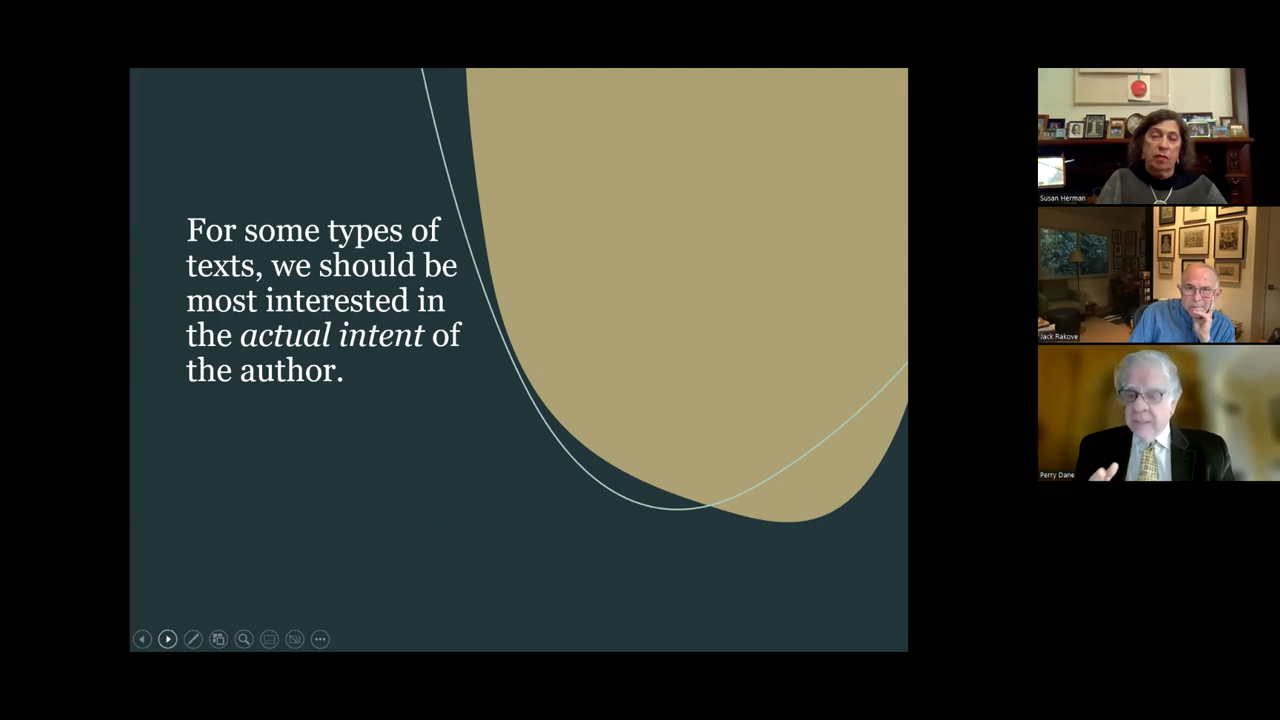 For some types of
texts, we should be
most interested in
the actual intent of
the author.
Susan Herman
Jack Rakove
Perry Dane